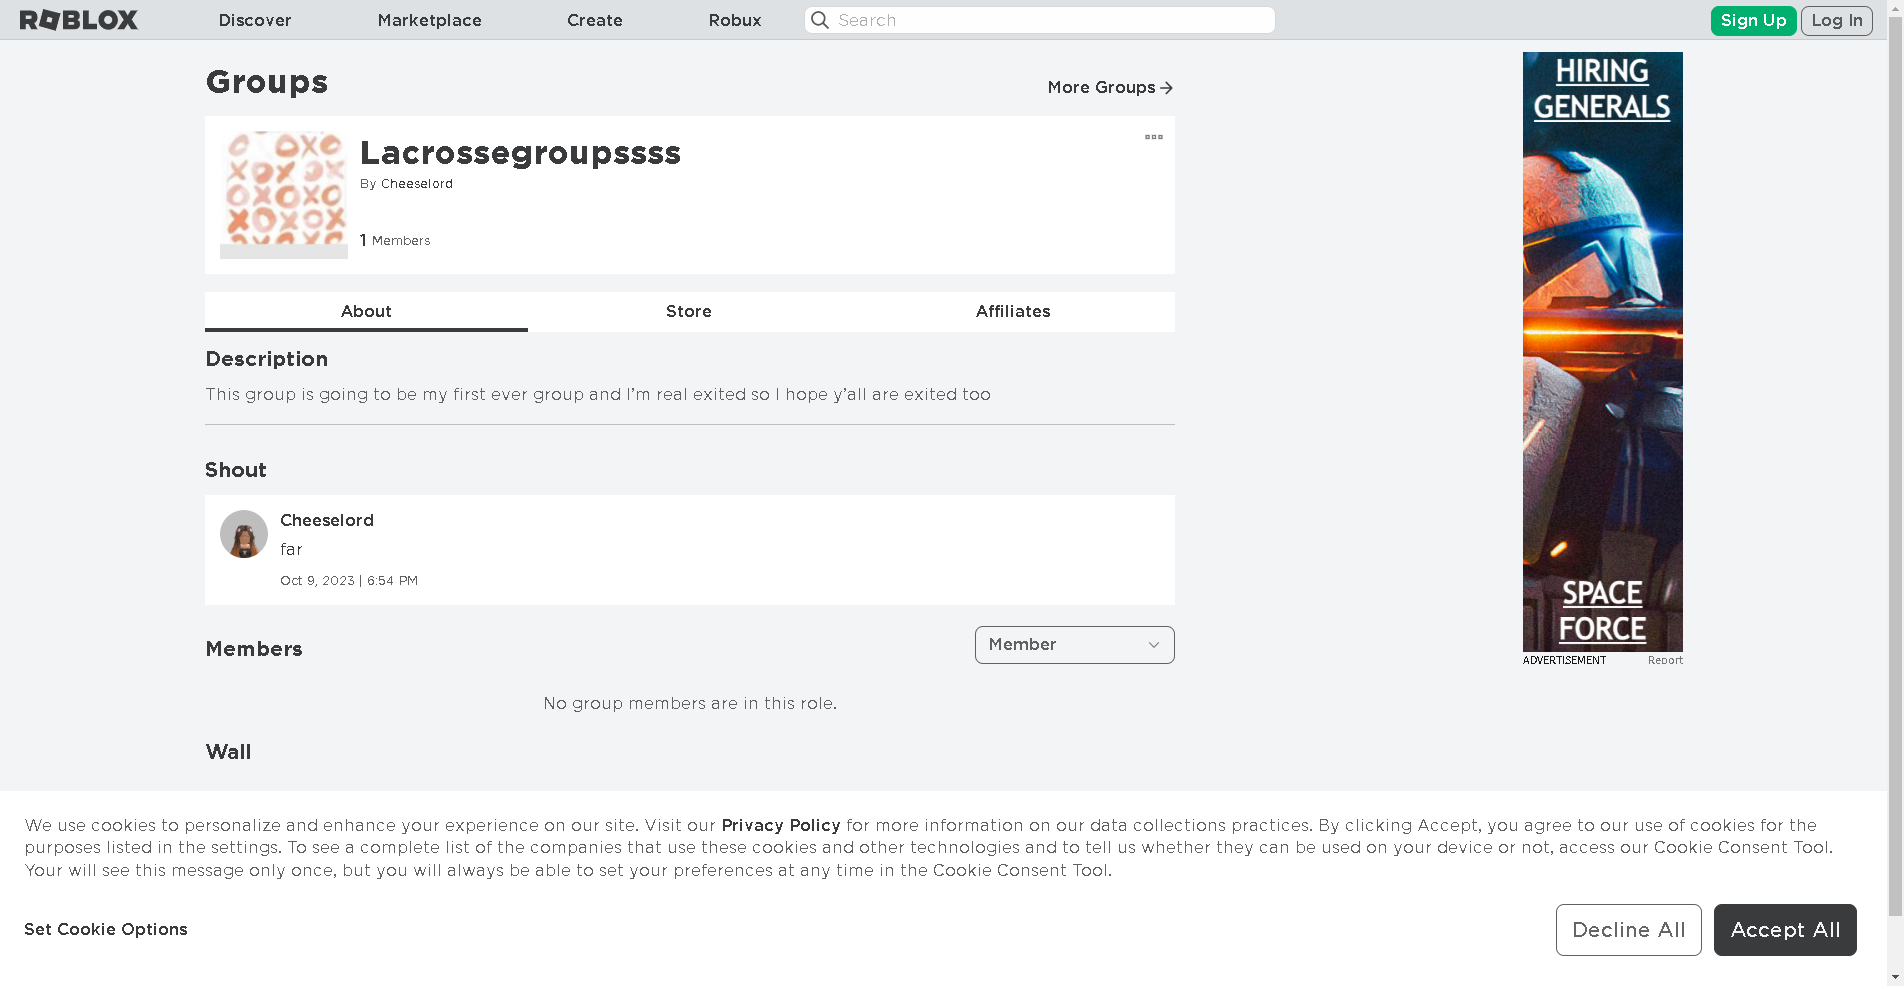 ROBLOX
Discover
Marketplace
Create
Robux
Search
Sign Up
Log In
Groups
More Groups
Lacrossegroupssss
By Cheeselord
1 Members
About
Store
Affiliates
Description
This group is going to be my first ever group and I’m real exited so I hope y’all are exited too
Shout
Cheeselord
far
Oct 9, 2023 | 6:54 PM
Members
Member
No group members are in this role.
Wall
HIRING
GENERALS
SPACE
FORCE
ADVERTISEMENT
Report
We use cookies to personalize and enhance your experience on our site. Visit our Privacy Policy for more information on our data collections practices. By clicking Accept, you agree to our use of cookies for the
purposes listed in the settings. To see a complete list of the companies that use these cookies and other technologies and to tell us whether they can be used on your device or not, access our Cookie Consent Tool.
Your will see this message only once, but you will always be able to set your preferences at any time in the Cookie Consent Tool.
Set Cookie Options
Decline All
Accept All